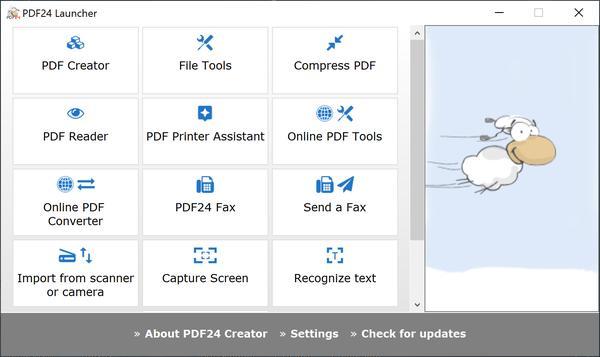 PDF24 Launcher
PDF Creator
File Tools
Compress PDF
PDF Reader
PDF Printer Assistant
Online PDF Tools
Online PDF
Converter
PDF24 Fax
Send a Fax
Import from scanner
or camera
Capture Screen
Recognize text
» About PDF24 Creator » Settings » Check for updates